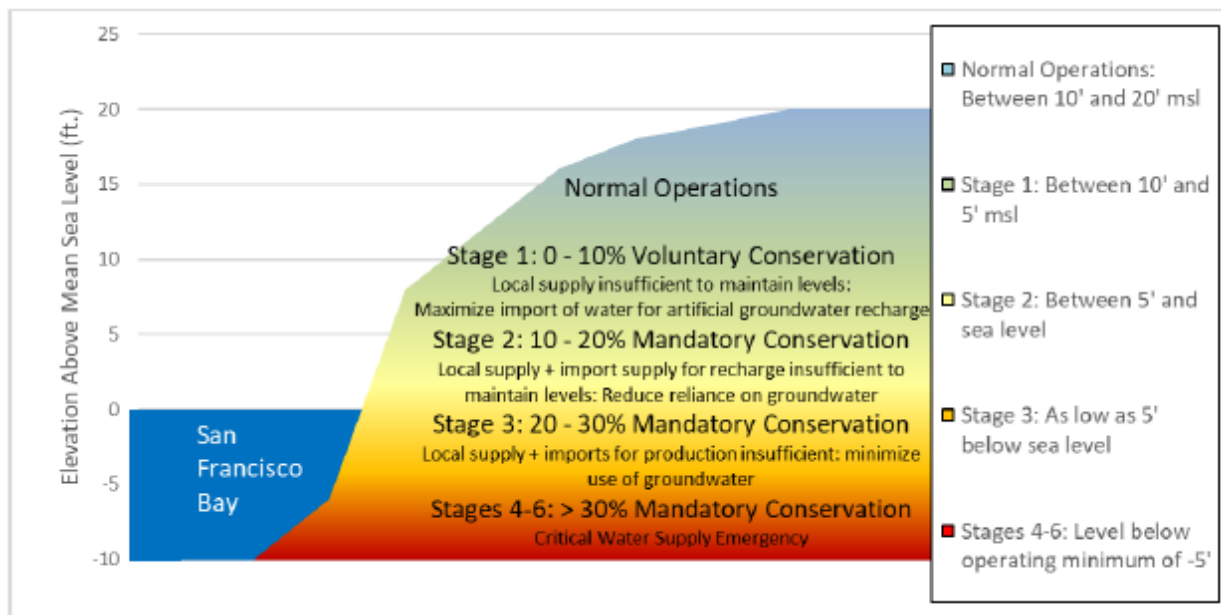 25
20
15
10
5
0
-5
-10
Elevation Above Mean Sea Level (ft.)
San
Francisco
Bay
Normal Operations
Stage 1: 0 - 10% Voluntary Conservation
Local supply insufficient to maintain levels:
Maximize import of water for artificial groundwater recharge
Stage 2: 10 - 20% Mandatory Conservation
Local supply + import supply for recharge insufficient to
maintain levels: Reduce reliance on groundwater
Stage 3: 20 - 30% Mandatory Conservation
Local supply + imports for production insufficient: minimize
use of groundwater
Stages 4-6: > 30% Mandatory Conservation
Critical Water Supply Emergency
Normal Operations:
Between 10' and 20' msl
Stage 1: Between 10' and
5' msl
Stage 2: Between 5' and
sea level
Stage 3: As low as 5'
below sea level
Stages 4-6: Level below
operating minimum of -5'